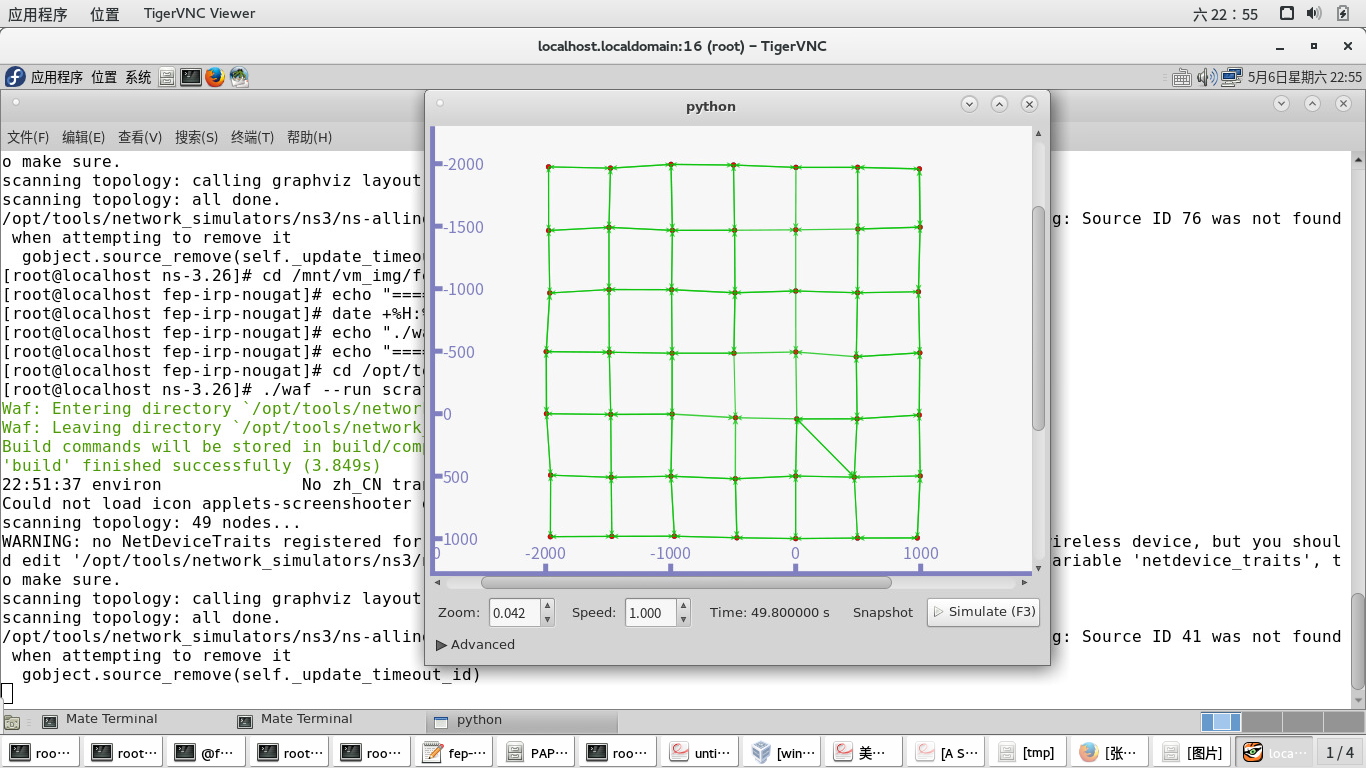 应用程序 位置 TigerVNC Viewer 六 22：55
localhost.localdomain:16 (root) – TigerVNC
应用程序 位置 系统 5月6日星期六 22:55
python
文件(F) 编辑(E) 查看(V) 搜索(S) 终端(T) 帮助(H)
o make sure.
scanning topology: calling graphviz layout
scanning topology: all done.
/opt/tools/network_simulators/ns3/ns-allin g: Source ID 76 was not found
when attempting to remove it
gobject.source_remove(self._update_timeou
[root@localhost ns-3.26]# cd /mnt/vm_img/f
[root@localhost fep-irp-nougat]# echo "===
[root@localhost fep-irp-nougat]# date +%H:
[root@localhost fep-irp-nougat]# echo "./w
[root@localhost fep-irp-nougat]# echo "===
[root@localhost fep-irp-nougat]# cd /opt/t
[root@localhost ns-3.26]# ./waf --run scra
Waf: Entering directory `/opt/tools/networ
Waf: Leaving directory `/opt/tools/network
Build commands will be stored in build/com
'build' finished successfully (3.849s)
22:51:37 environ No zh_CN tran
Could not load icon applets-screenshooter
scanning topology: 49 nodes...
WARNING: no NetDeviceTraits registered for ireless device, but you shoul
d edit '/opt/tools/network_simulators/ns3/ ariable 'netdevice_traits', t
o make sure.
scanning topology: calling graphviz layout
scanning topology: all done.
/opt/tools/network_simulators/ns3/ns-allin g: Source ID 41 was not found
when attempting to remove it
gobject.source_remove(self._update_timeout_id)
-2000
-1500
-1000
-500
0
500
1000
0 -2000 -1000 0 1000
Zoom: 0.042 Speed: 1.000 Time: 49.800000 s Snapshot Simulate (F3)
Advanced
Mate Terminal Mate Terminal python
roo… root… @f… root… roo… fep-… PAP… roo… unti… [win… 美… [A S… [tmp] [张… [图片] loca… 1 / 4